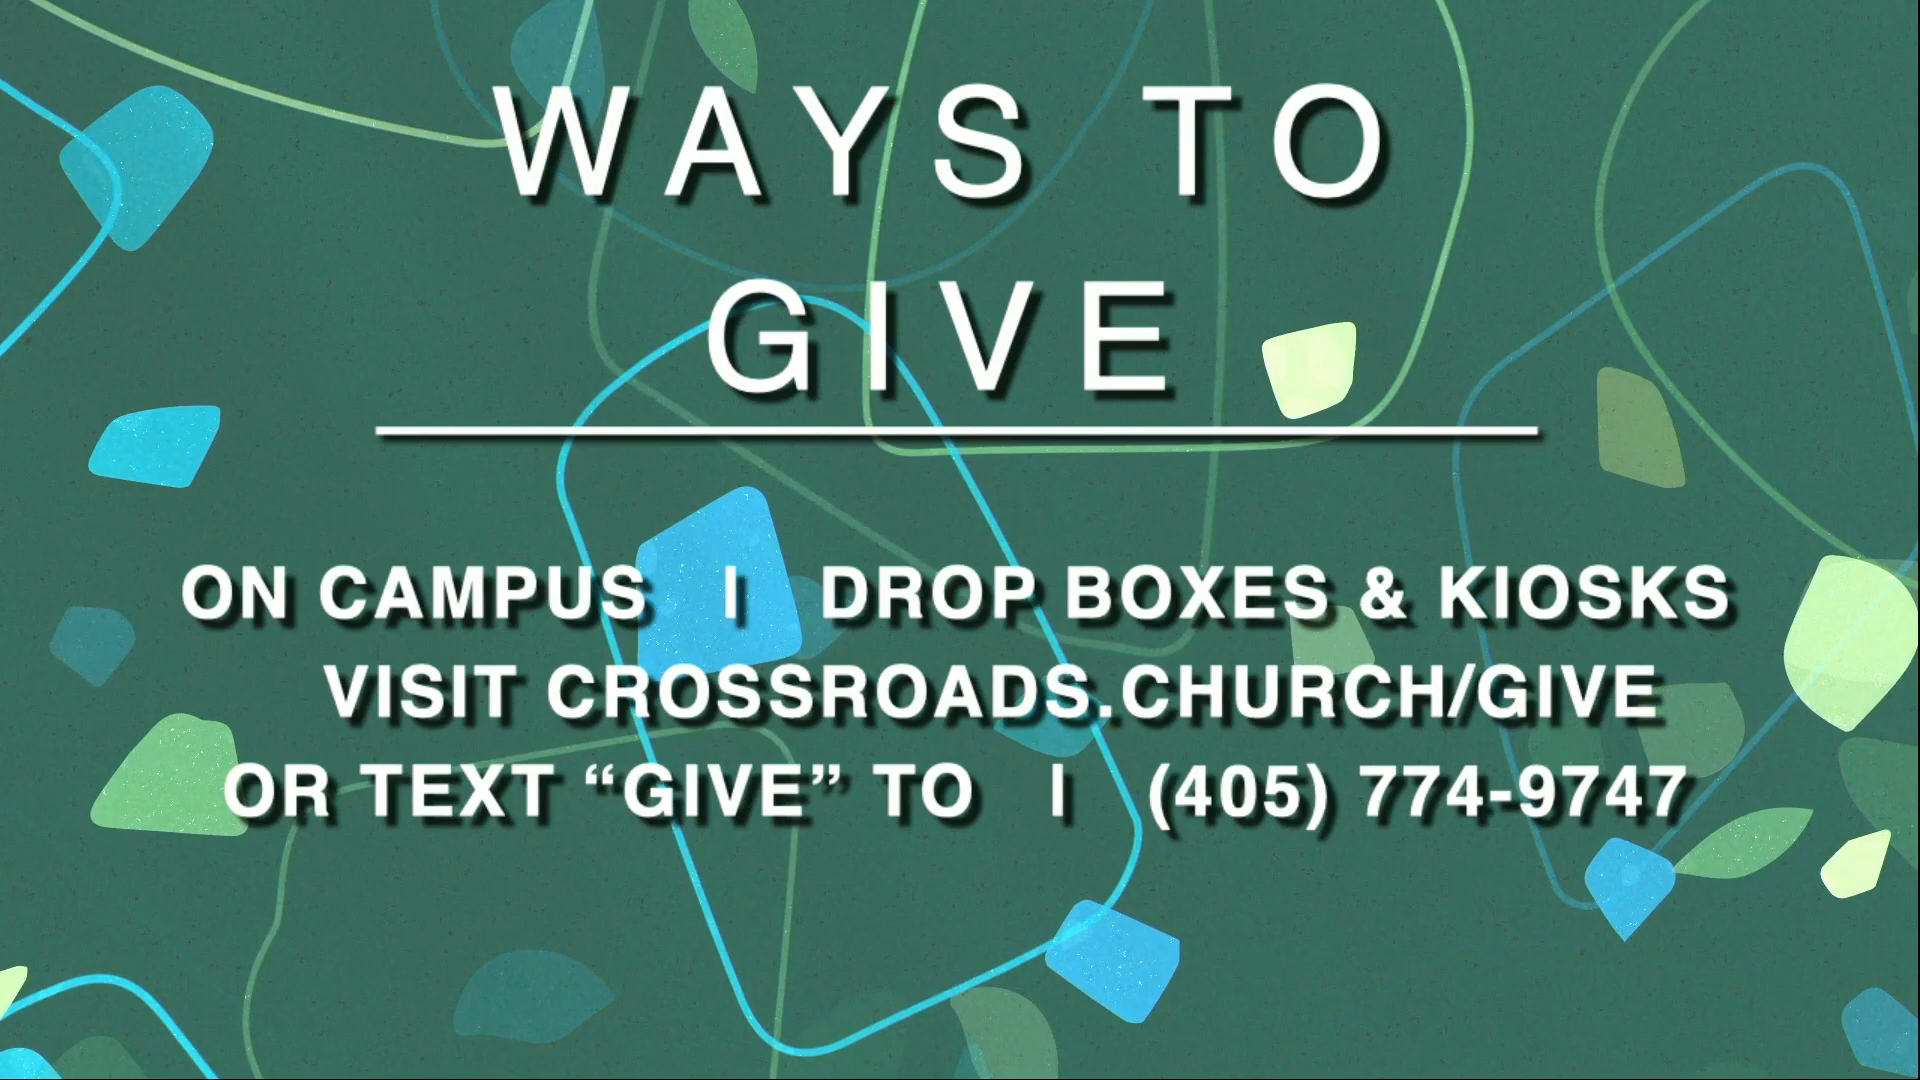 WAYS TO
GIVE
ON CAMPUS | DROP BOXES & KIOSKS
VISIT CROSSROADS.CHURCH/GIVE
OR TEXT “GIVE” TO | (405) 774-9747